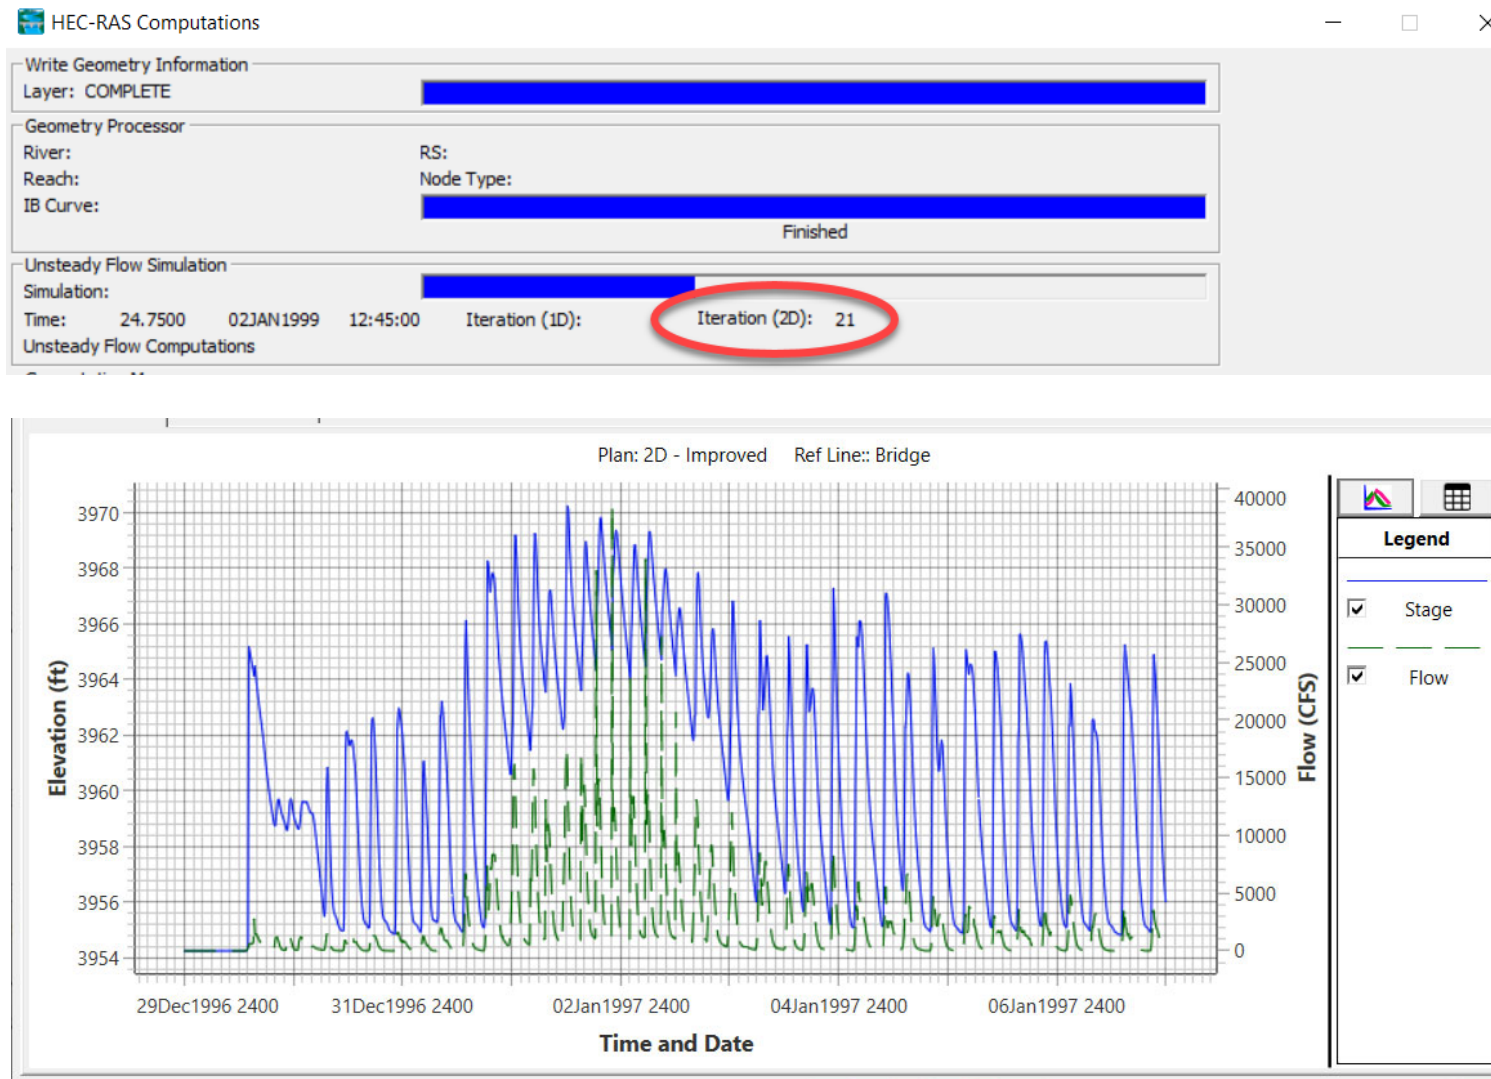 HEC-RAS Computations
Write Geometry Information
Layer: COMPLETE
Geometry Processor
River: RS:
Reach: Node Type:
IB Curve:
Finished
Unsteady Flow Simulation
Simulation:
Time: 24.7500 02JAN1999 12:45:00 Iteration (1D): Iteration (2D): 21
Unsteady Flow Computations
Plan: 2D - Improved Ref Line:: Bridge
3970
3968
3966
3964
3962
3960
3958
3956
3954
Elevation (ft)
40000
35000
30000
25000
20000
15000
10000
5000
0
Flow (CFS)
29Dec1996 2400 31Dec1996 2400 02Jan1997 2400 04Jan1997 2400 06Jan1997 2400
Time and Date
Legend
Stage
Flow